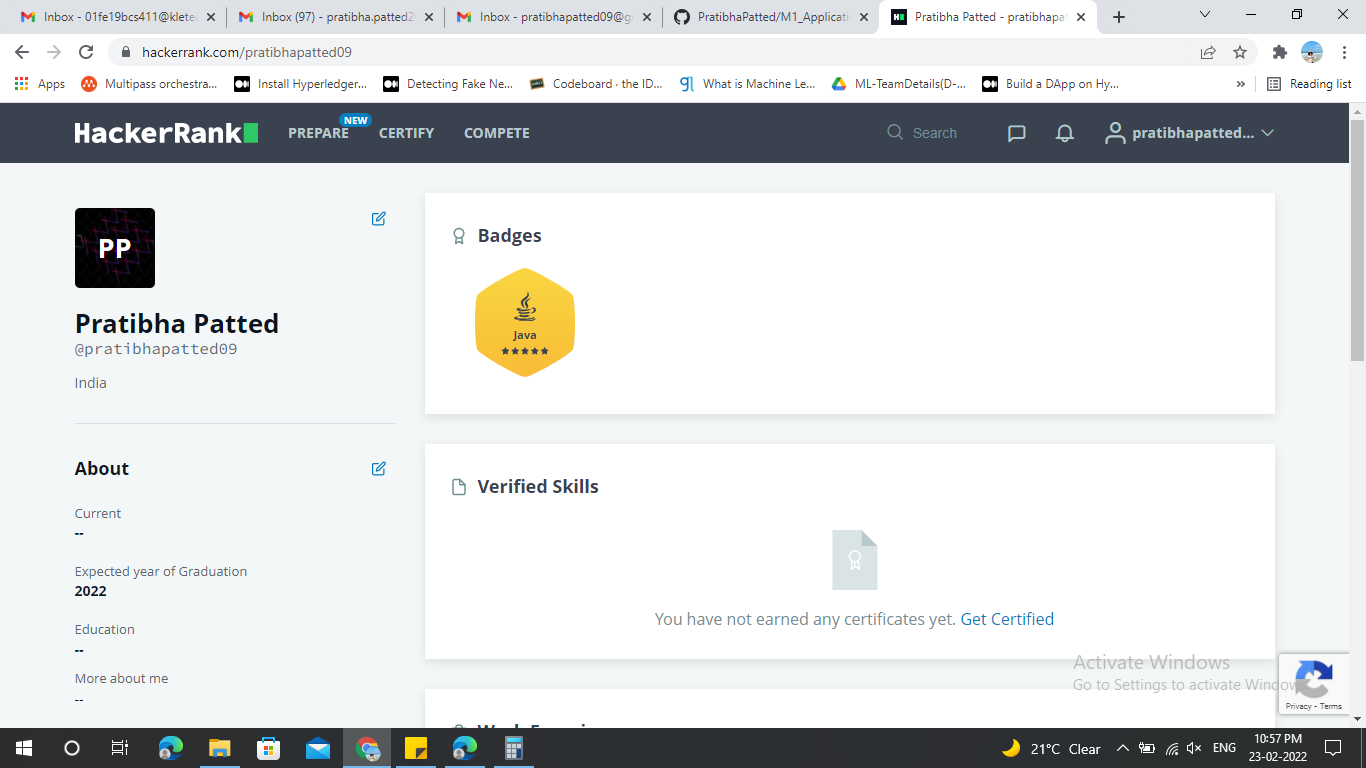 Inbox - 01fe19bcs411@klete
Inbox (97) - pratibha.patted2
Inbox - pratibhapatted09@g
PratibhaPatted/M1_Applicati
Pratibha Patted - pratibhapat
hackerrank.com/pratibhapatted09
Apps
Multipass orchestra...
Install Hyperledger...
Detecting Fake Ne...
Codeboard · the ID...
What is Machine Le...
ML-TeamDetails(D-...
Build a DApp on Hy...
»
Reading list
HackerRank
PREPARE
NEW
CERTIFY
COMPETE
Search
pratibhapatted...
PP
Pratibha Patted
@pratibhapatted09
India
About
Current
--
Expected year of Graduation
2022
Education
--
More about me
--
Badges
Java
★★★★★
Verified Skills
You have not earned any certificates yet. Get Certified
Activate Windows
Go to Settings to activate Windo
Privacy - Terms
21°C Clear
ENG
10:57 PM
23-02-2022